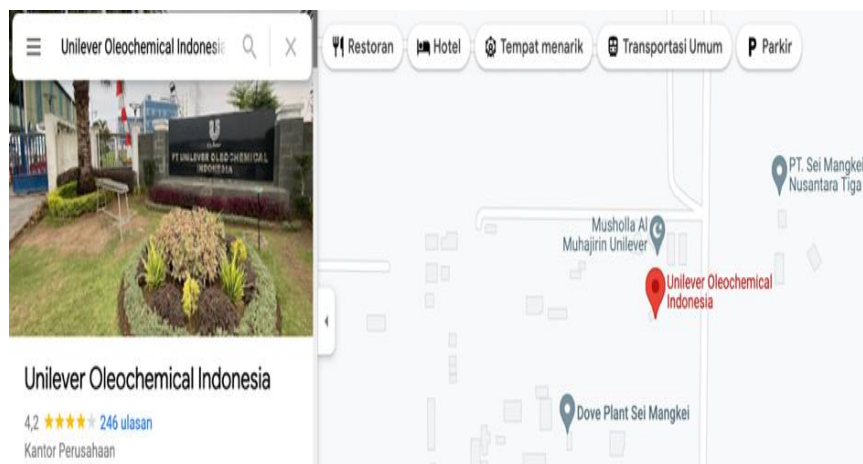 Unilever Oleochemical Indonesia
Restoran
Hotel
Tempat menarik
Transportasi Umum
P Parkir
PT UNILEVER OLEOCHEMICAL
INDONESIA
PT. Sei Mangkei
Nusantara Tiga
Musholla Al
Muhajirin Unilever
Unilever Oleochemical
Indonesia
Dove Plant Sei Mangkei
Unilever Oleochemical Indonesia
4,2 246 ulasan
Kantor Perusahaan